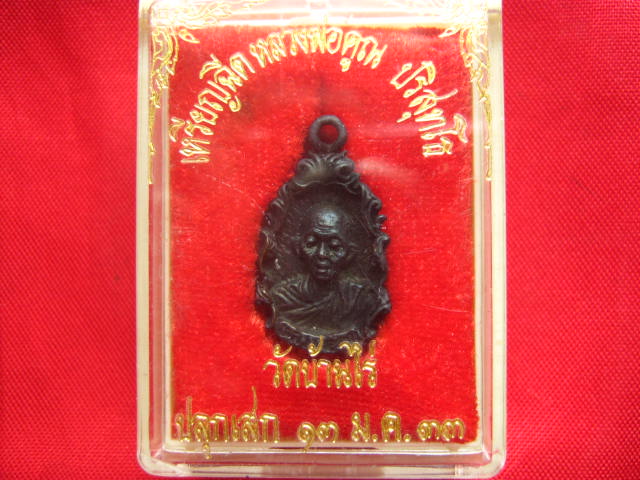 เหรียญฉีด หลวงพ่อคูณ ปริสุทโธ
วัดบ้านไร่
ปลุกเสก ๑๓ ม.ค. ๓๓